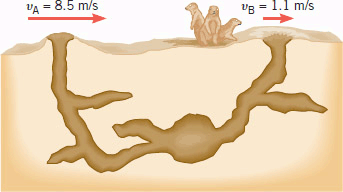 v_A = 8.5 m/s
v_B = 1.1 m/s